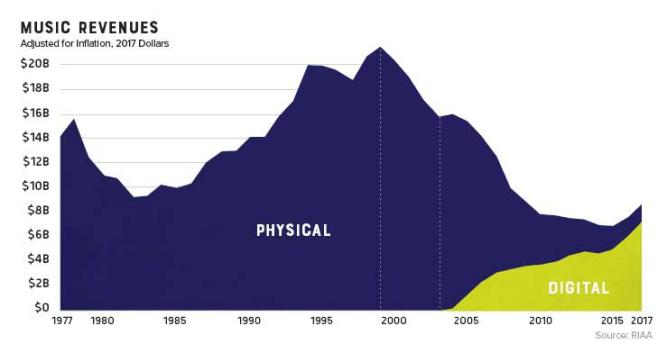 MUSIC REVENUES
Adjusted for Inflation, 2017 Dollars
$20B
$18B
$16B
$14B
$12B
$10B
$8B
$6B
$4B
$2B
$0
PHYSICAL
DIGITAL
1977 1980 1985 1990 1995 2000 2005 2010 2015 2017
Source: RIAA